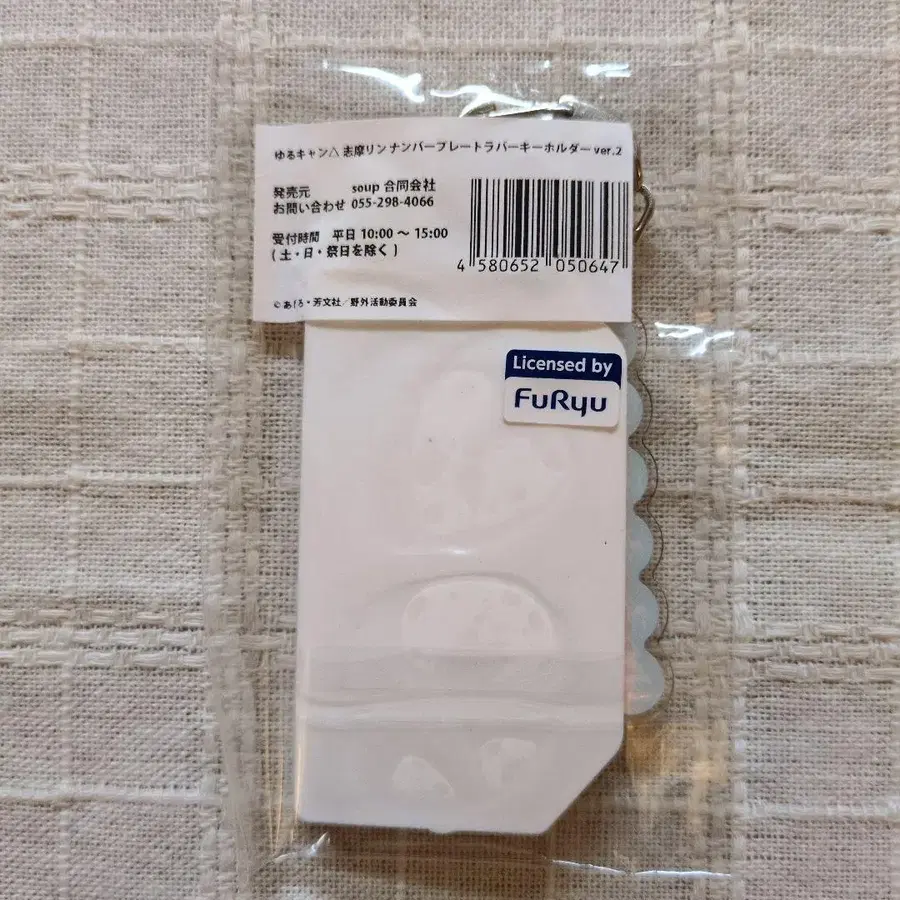 ゆるキャン△ 志摩リン ナンバープレートラバーキーホルダー ver.2
発売元 soup 合同会社
お問い合わせ 055-298-4066
受付時間 平日 10:00 ～ 15:00
( 土・日・祭日を除く )
4 580652 050647
© あfろ・芳文社／野外活動委員会
Licensed by
FuRyu